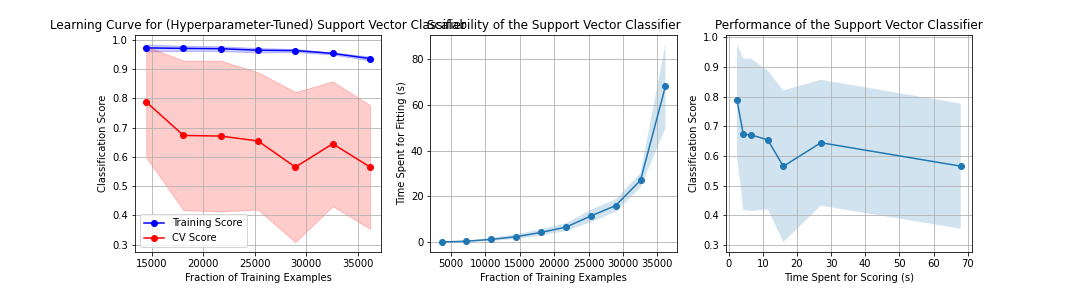 Learning Curve for (Hyperparameter-Tuned) Support Vector Classifier
Scalability of the Support Vector Classifier
Performance of the Support Vector Classifier
1.0
0.9
0.8
0.7
0.6
0.5
0.4
0.3
Classification Score
Training Score
CV Score
15000 20000 25000 30000 35000
Fraction of Training Examples
80
60
40
20
0
Time Spent for Fitting (s)
5000 10000 15000 20000 25000 30000 35000
Fraction of Training Examples
1.0
0.9
0.8
0.7
0.6
0.5
0.4
0.3
Classification Score
0 10 20 30 40 50 60 70
Time Spent for Scoring (s)